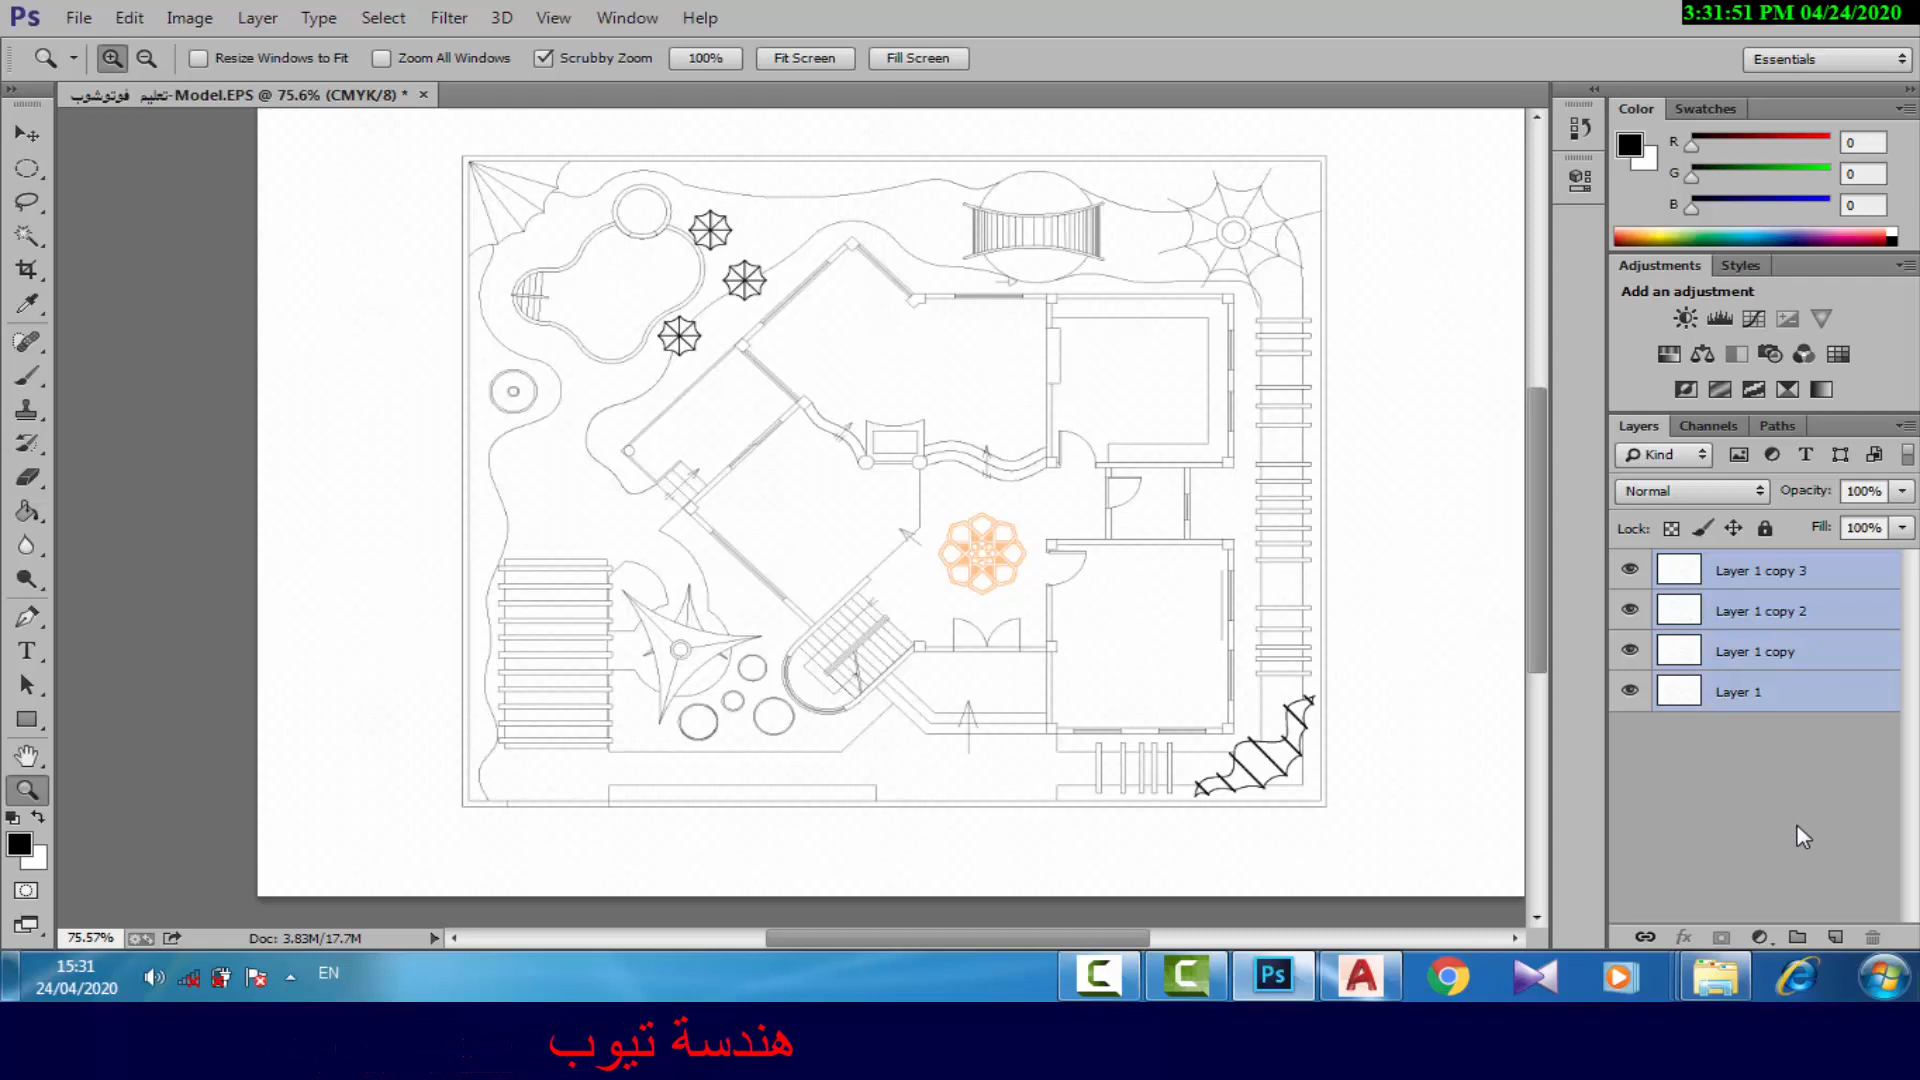 Ps File Edit Image Layer Type Select Filter 3D View Window Help
3:31:51 PM 04/24/2020
Resize Windows to Fit Zoom All Windows Scrubby Zoom 100% Fit Screen Fill Screen Essentials
تعليم فوتوشوب-Model.EPS @ 75.6% (CMYK/8) * ×
Color Swatches
R 0
G 0
B 0
Adjustments Styles
Add an adjustment
Layers Channels Paths
Kind
Normal Opacity: 100%
Lock: Fill: 100%
Layer 1 copy 3
Layer 1 copy 2
Layer 1 copy
Layer 1
fx
75.57% Doc: 3.83M/17.7M
15:31
24/04/2020
EN
Ps
هندسة تيوب